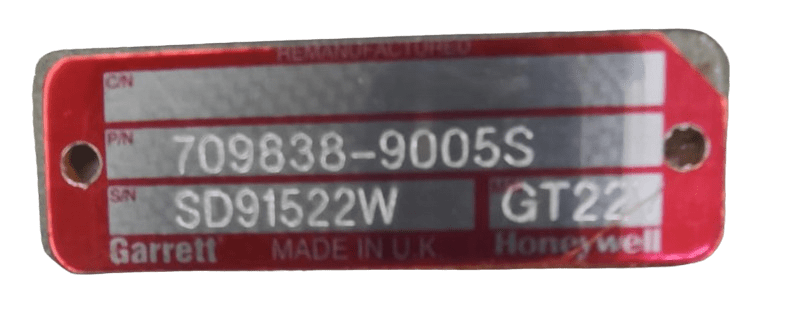 REMANUFACTURED
C/N
P/N 709838-9005S
S/N SD91522W GT22
Garrett MADE IN U.K Honeywell